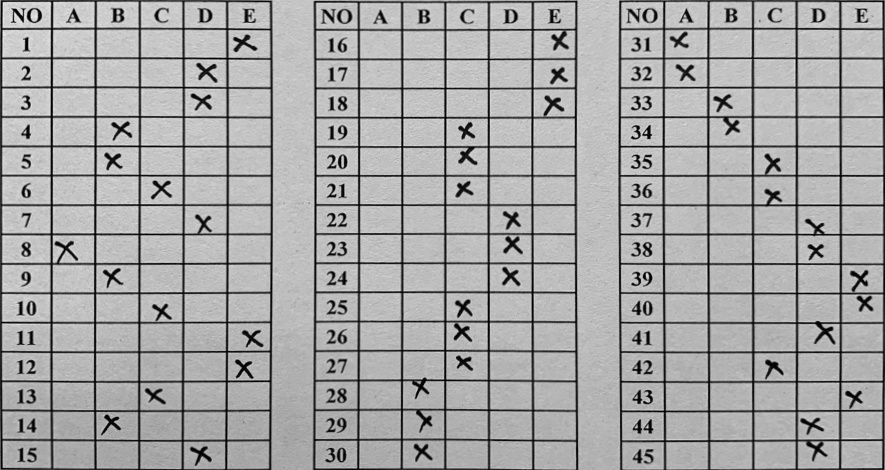 NO A B C D E
1 X
2 X
3 X
4 X
5 X
6 X
7 X
8 X
9 X
10 X
11 X
12 X
13 X
14 X
15 X
NO A B C D E
16 X
17 X
18 X
19 X
20 X
21 X
22 X
23 X
24 X
25 X
26 X
27 X
28 X
29 X
30 X
NO A B C D E
31 X
32 X
33 X
34 X
35 X
36 X
37 X
38 X
39 X
40 X
41 X
42 X
43 X
44 X
45 X